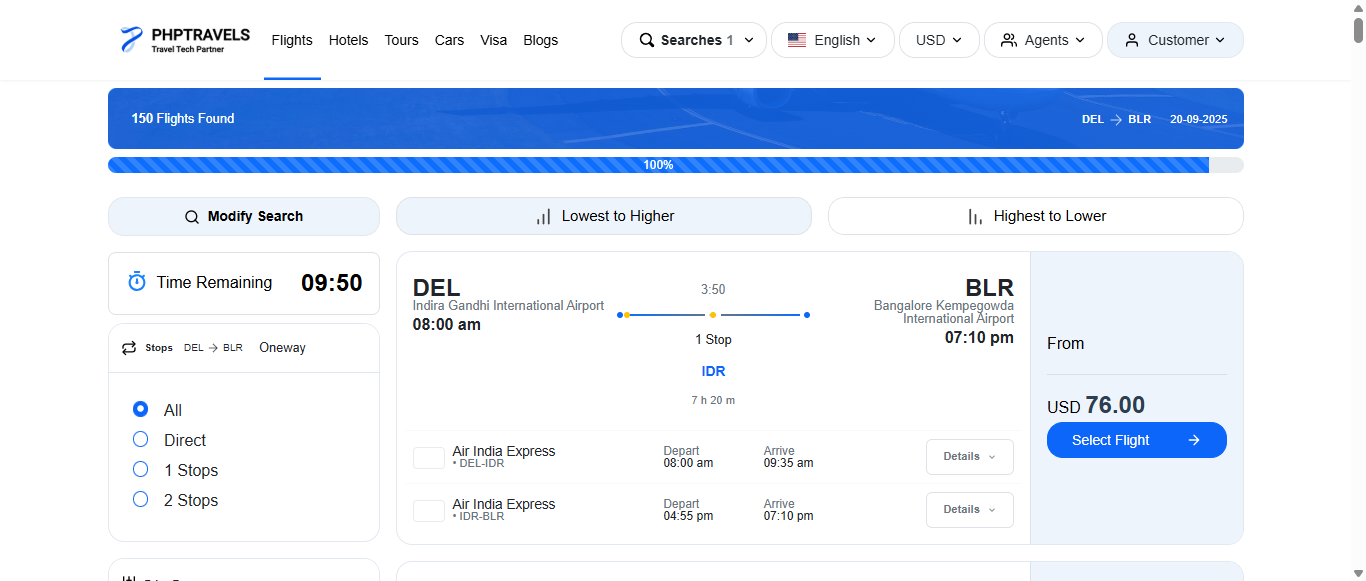 PHPTRAVELS
Travel Tech Partner
Flights
Hotels
Tours
Cars
Visa
Blogs
Searches 1
English
USD
Agents
Customer
150 Flights Found
DEL → BLR 20-09-2025
100%
Modify Search
Lowest to Higher
Highest to Lower
Time Remaining 09:50
Stops DEL → BLR Oneway
All
Direct
1 Stops
2 Stops
DEL
Indira Gandhi International Airport
08:00 am
3:50
1 Stop
IDR
7 h 20 m
BLR
Bangalore Kempegowda
International Airport
07:10 pm
Air India Express
• DEL-IDR
Depart
08:00 am
Arrive
09:35 am
Details
Air India Express
• IDR-BLR
Depart
04:55 pm
Arrive
07:10 pm
Details
From
USD 76.00
Select Flight →